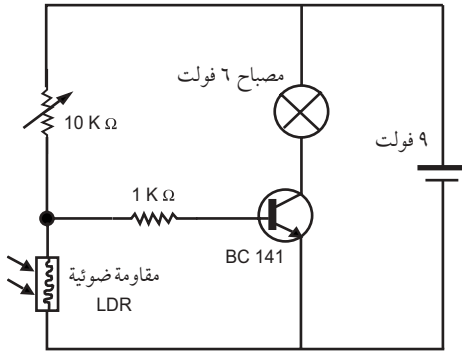 مصباح ٦ فولت
10 K Ω
٩ فولت
1 K Ω
BC 141
مقاومة ضوئية
LDR